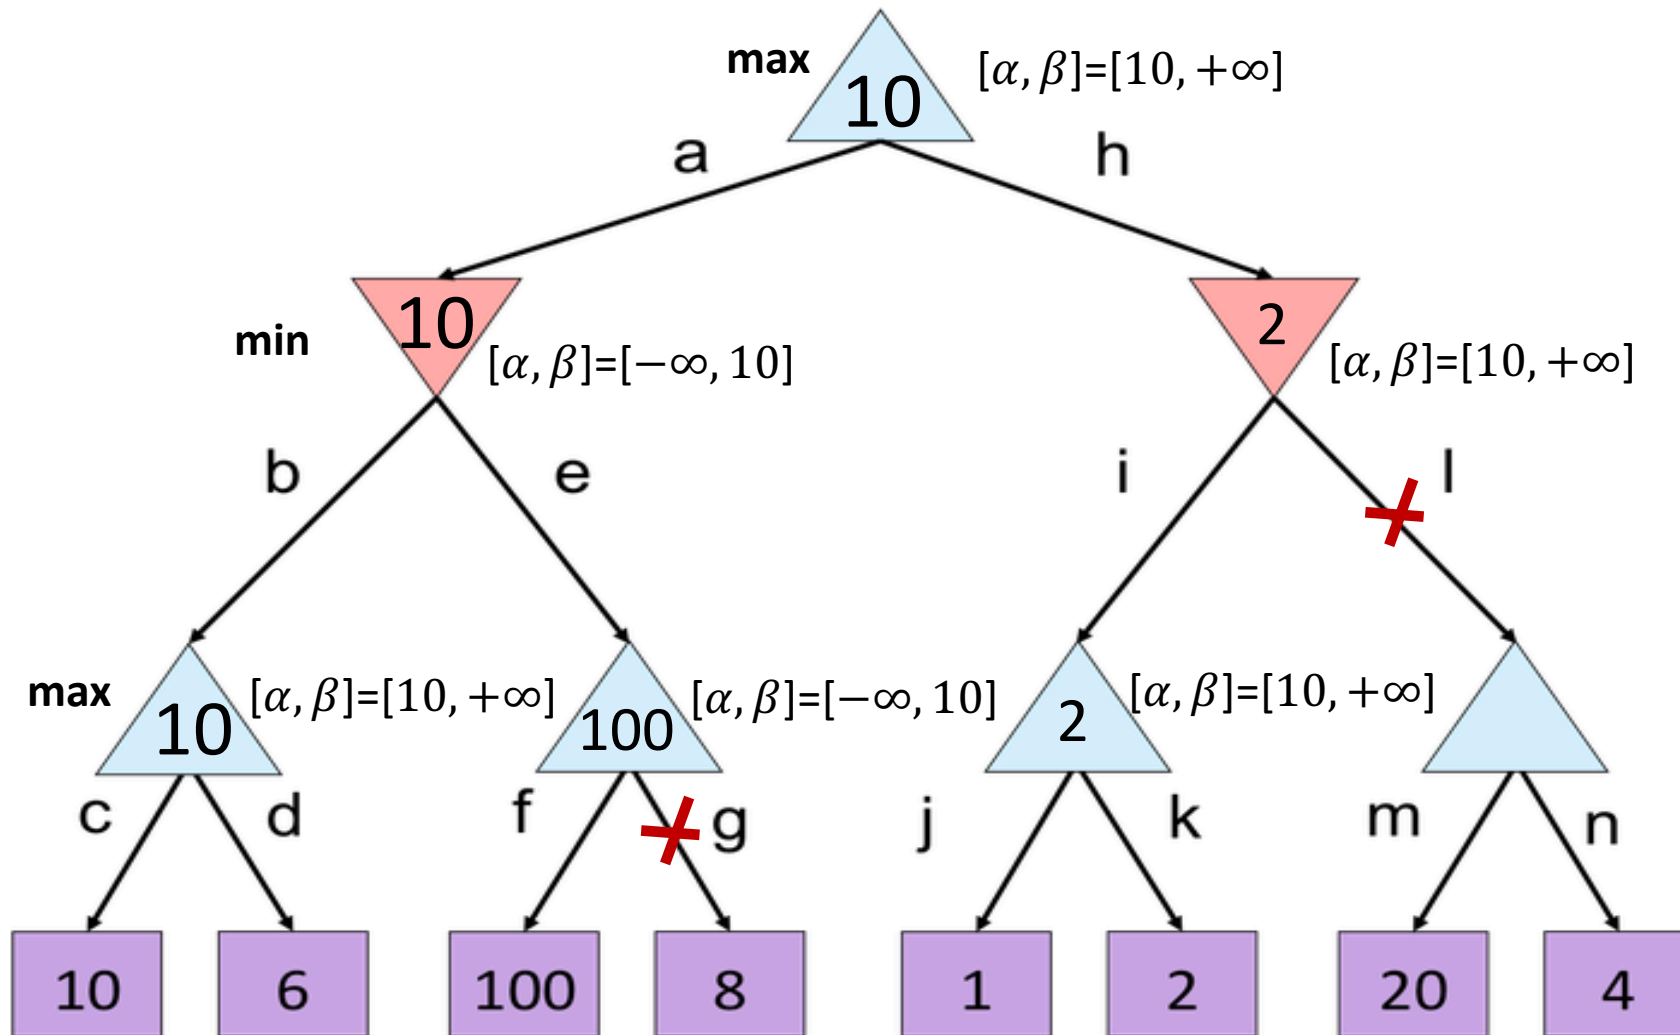 max
10
[α, β]=[10, +∞]
a
h
min
10
[α, β]=[−∞, 10]
2
[α, β]=[10, +∞]
b
e
i
l
max
10
[α, β]=[10, +∞]
100
[α, β]=[−∞, 10]
2
[α, β]=[10, +∞]
c
d
f
g
j
k
m
n
10
6
100
8
1
2
20
4